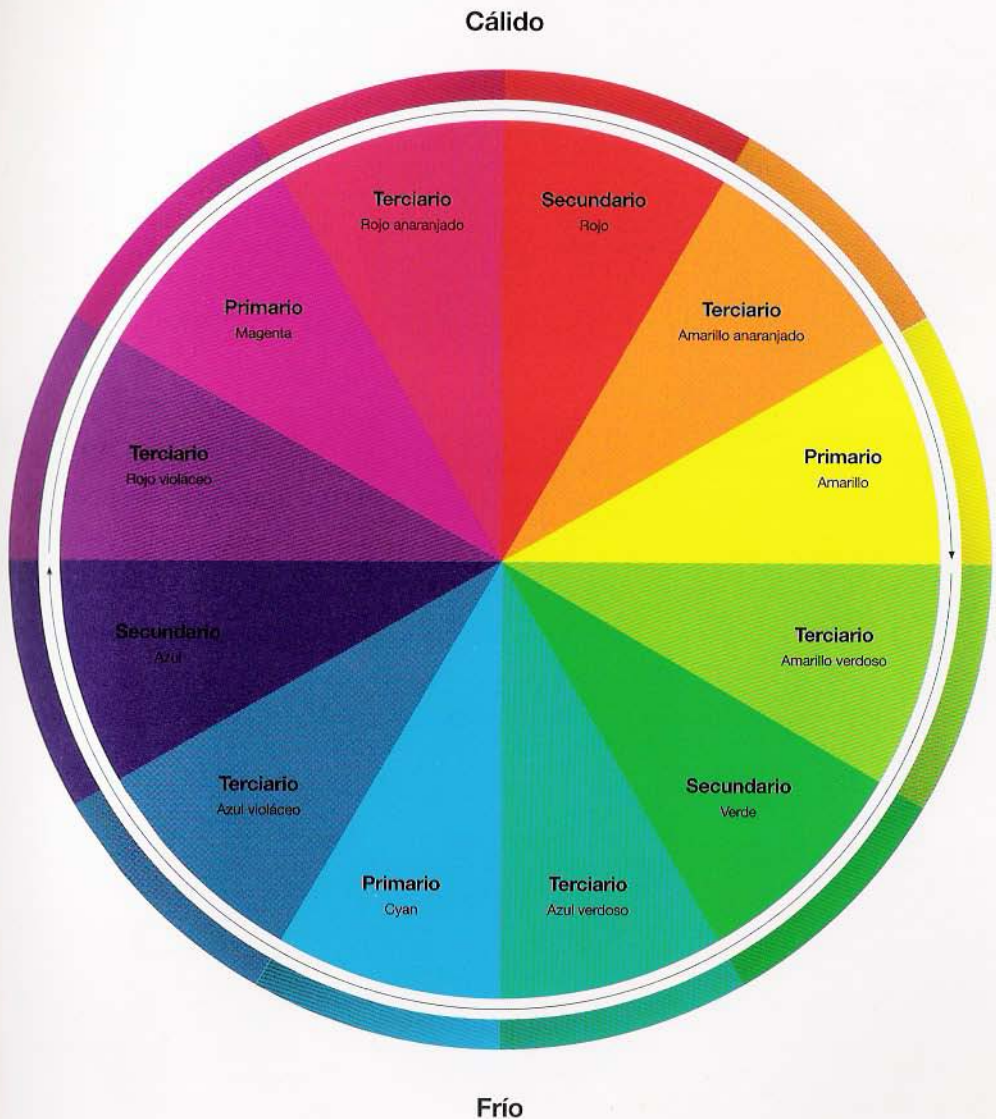 Cálido
Terciario
Rojo anaranjado
Secundario
Rojo
Primario
Magenta
Terciario
Amarillo anaranjado
Terciario
Rojo violáceo
Primario
Amarillo
Secundario
Azul
Terciario
Amarillo verdoso
Terciario
Azul violáceo
Secundario
Verde
Primario
Cyan
Terciario
Azul verdoso
Frío